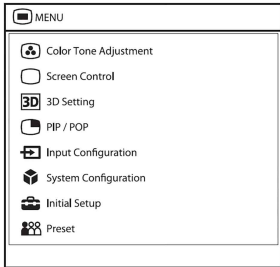 MENU
Color Tone Adjustment
Screen Control
3D 3D Setting
PIP / POP
Input Configuration
System Configuration
Initial Setup
Preset